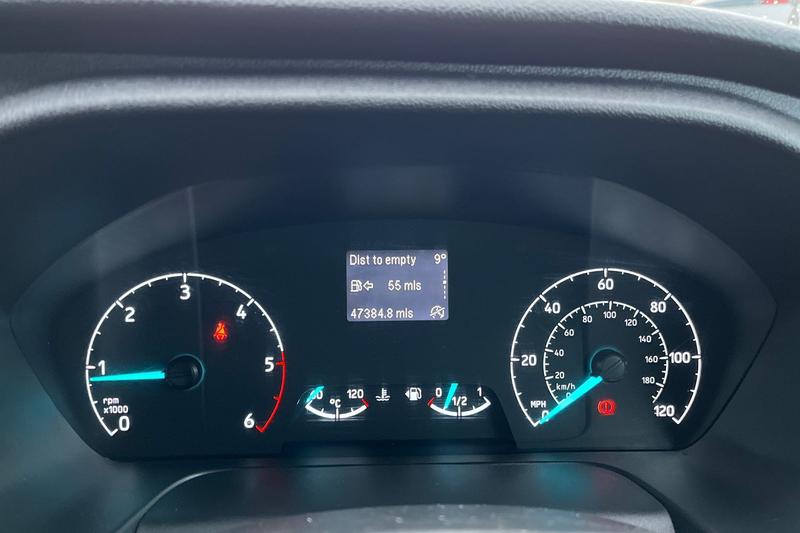 Dist to empty 9°
55 mls
47384.8 mls
0 1 2 3 4 5 6
rpm
x1000
60 120
°C
0 1/2 1
0 20 40 60 80 100 120
MPH
20 40 60 80 100 120 140 160 180
km/h